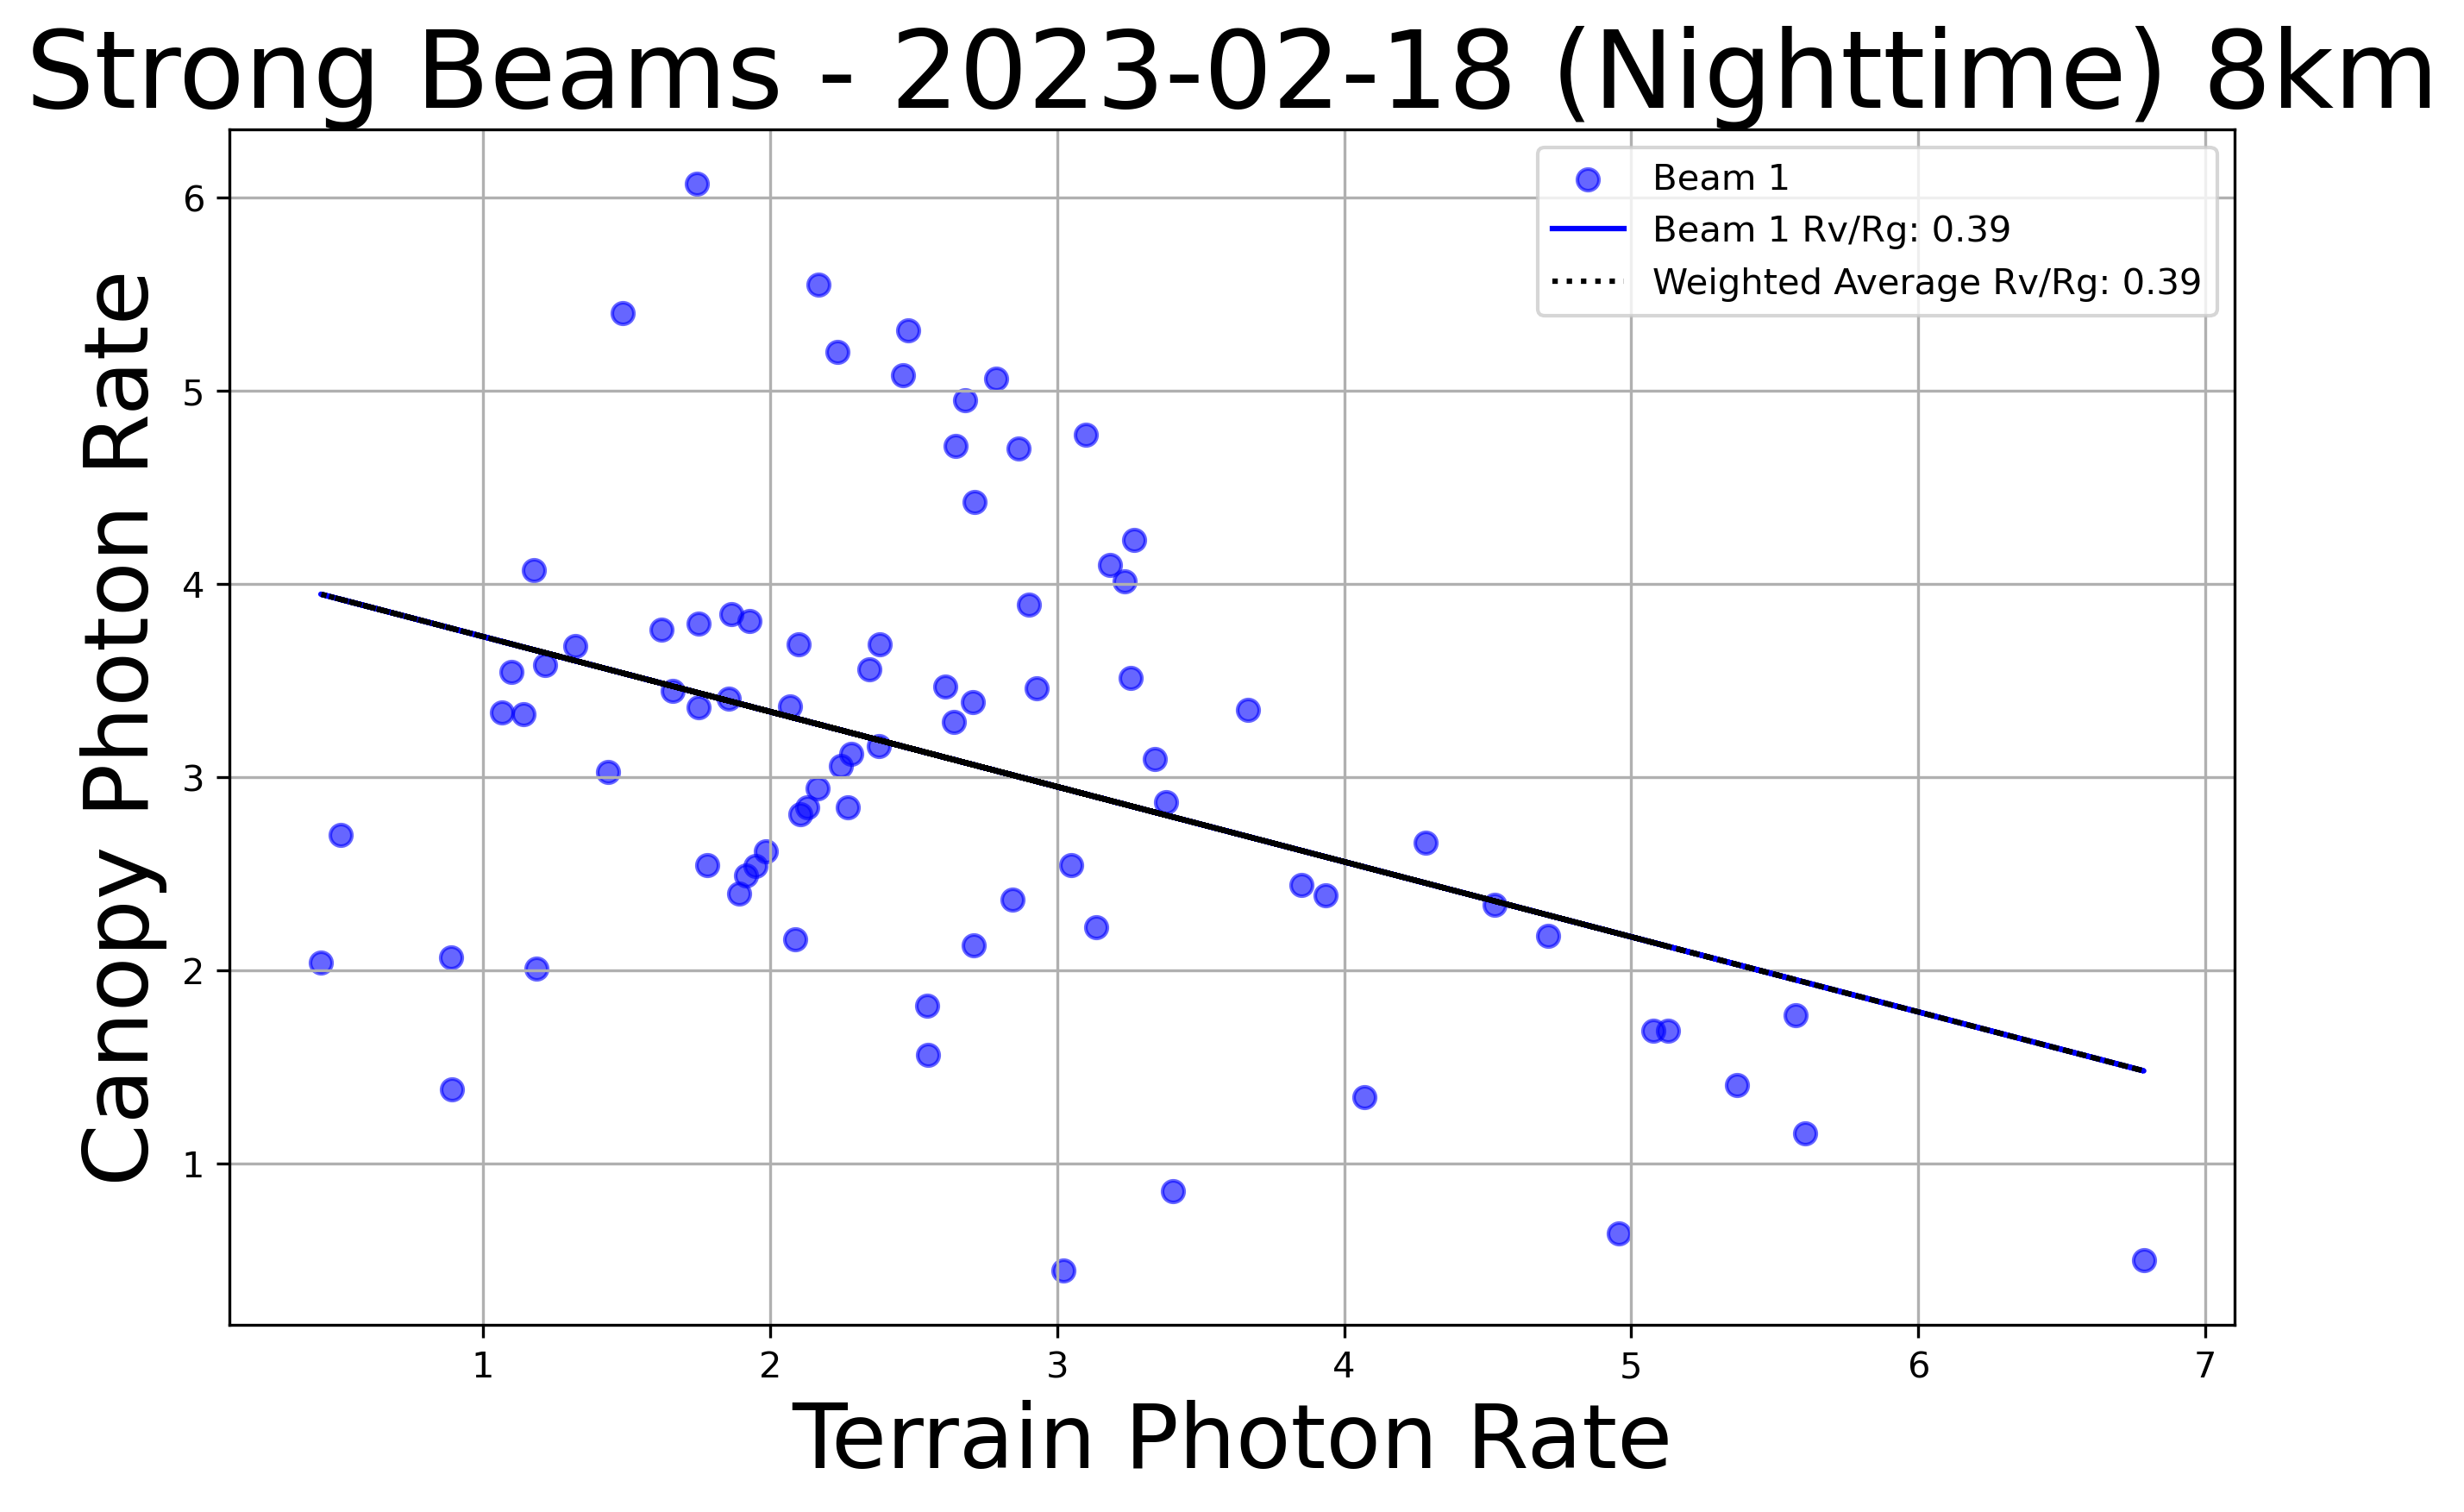 Strong Beams - 2023-02-18 (Nighttime) 8km
Beam 1
Beam 1 Rv/Rg: 0.39
Weighted Average Rv/Rg: 0.39
Canopy Photon Rate
6
5
4
3
2
1
1 2 3 4 5 6 7
Terrain Photon Rate